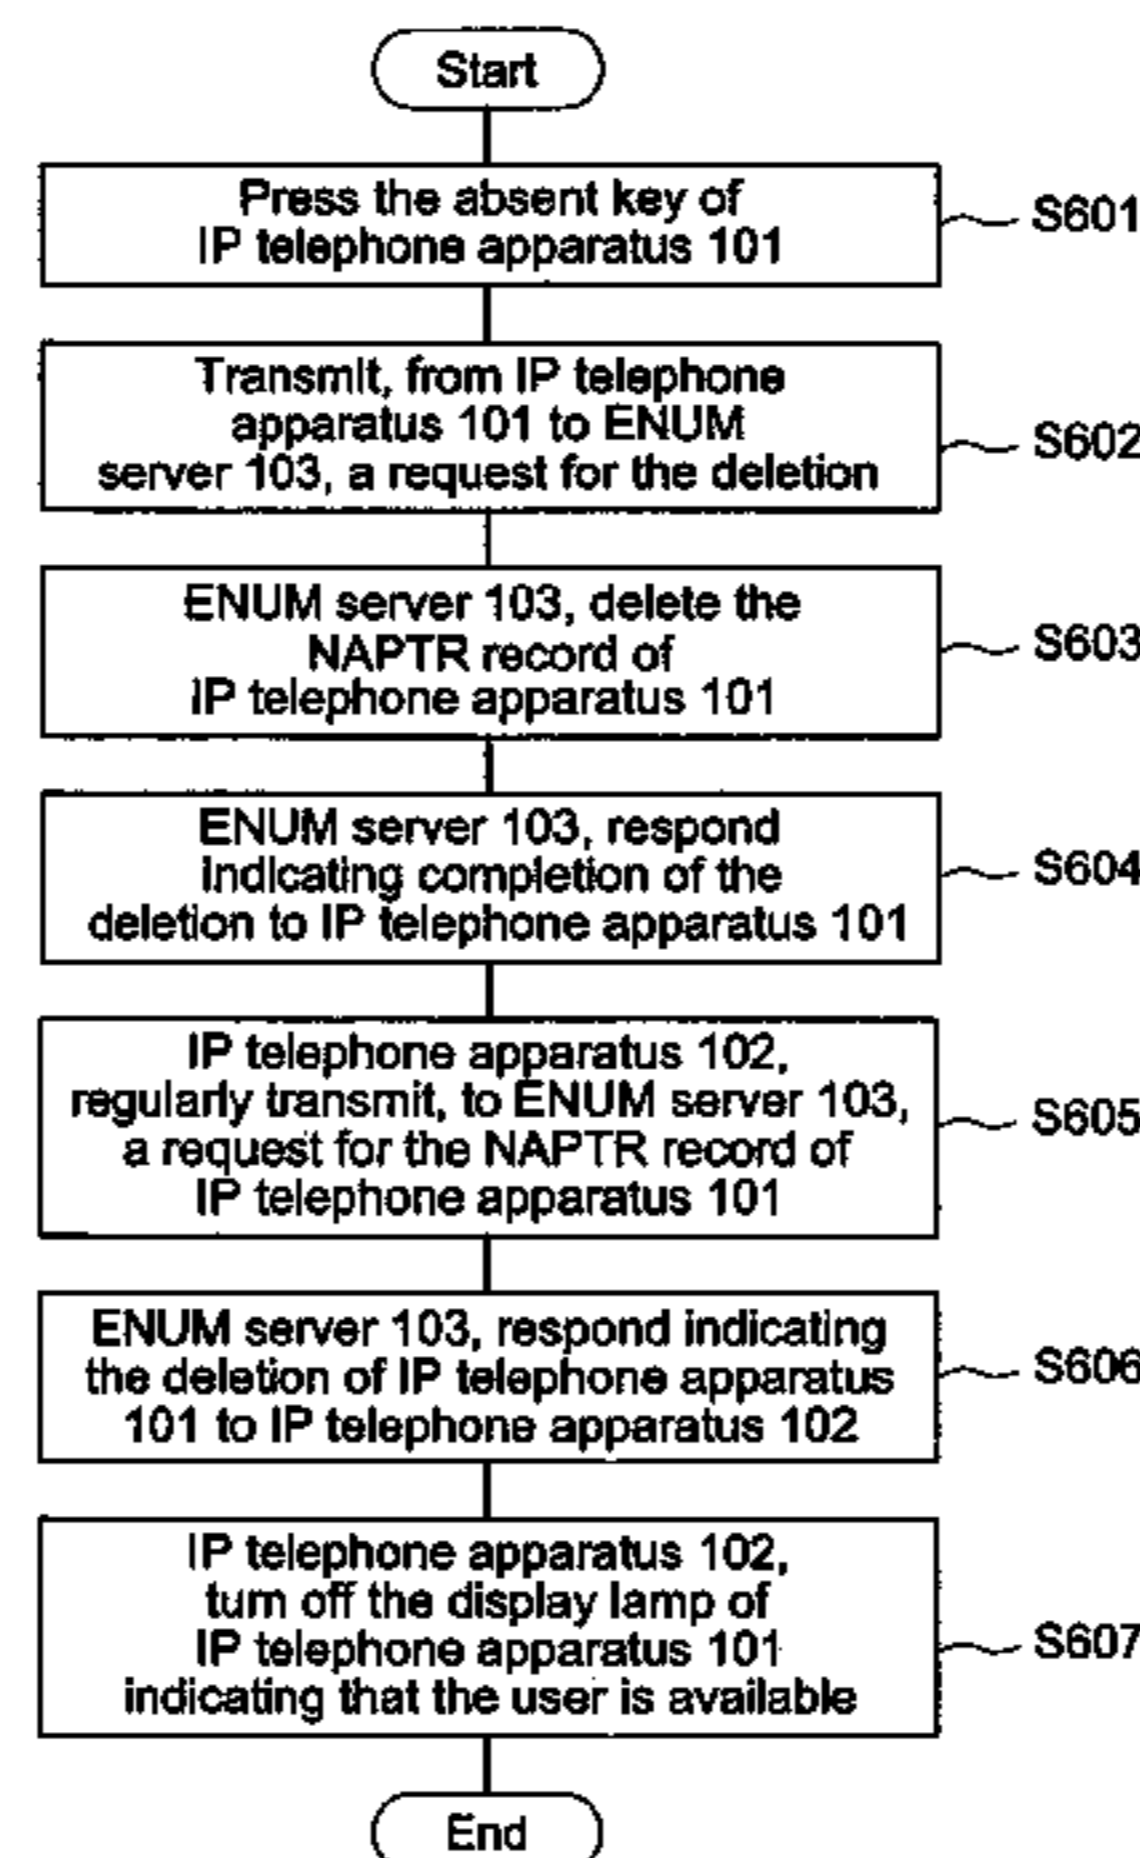 Start
Press the absent key of
IP telephone apparatus 101
S601
Transmit, from IP telephone
apparatus 101 to ENUM
server 103, a request for the deletion
S602
ENUM server 103, delete the
NAPTR record of
IP telephone apparatus 101
S603
ENUM server 103, respond
indicating completion of the
deletion to IP telephone apparatus 101
S604
IP telephone apparatus 102,
regularly transmit, to ENUM server 103,
a request for the NAPTR record of
IP telephone apparatus 101
S605
ENUM server 103, respond indicating
the deletion of IP telephone apparatus
101 to IP telephone apparatus 102
S606
IP telephone apparatus 102,
turn off the display lamp of
IP telephone apparatus 101
indicating that the user is available
S607
End